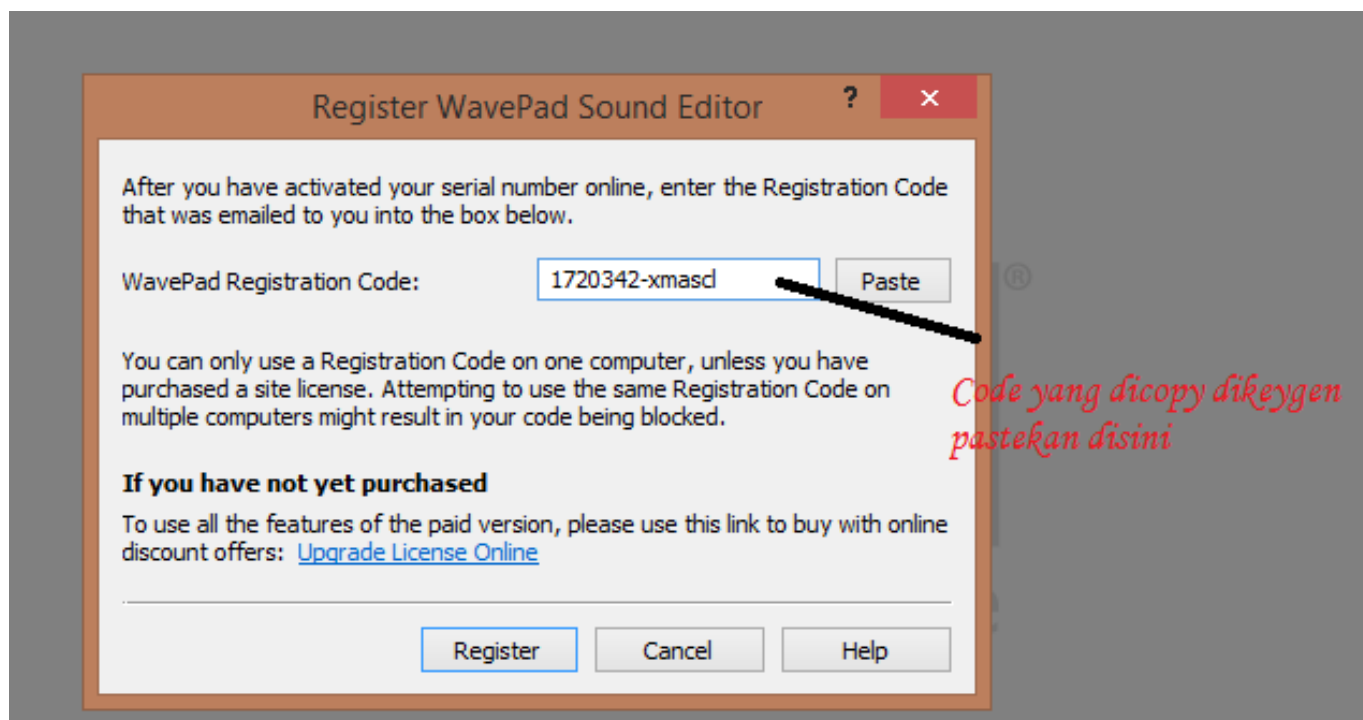 Register WavePad Sound Editor
?
×
After you have activated your serial number online, enter the Registration Code
that was emailed to you into the box below.
WavePad Registration Code:
1720342-xmascl
Paste
®
You can only use a Registration Code on one computer, unless you have
purchased a site license. Attempting to use the same Registration Code on
multiple computers might result in your code being blocked.
Code yang dicopy dikeygen
pastekan disini
If you have not yet purchased
To use all the features of the paid version, please use this link to buy with online
discount offers: Upgrade License Online
Register
Cancel
Help